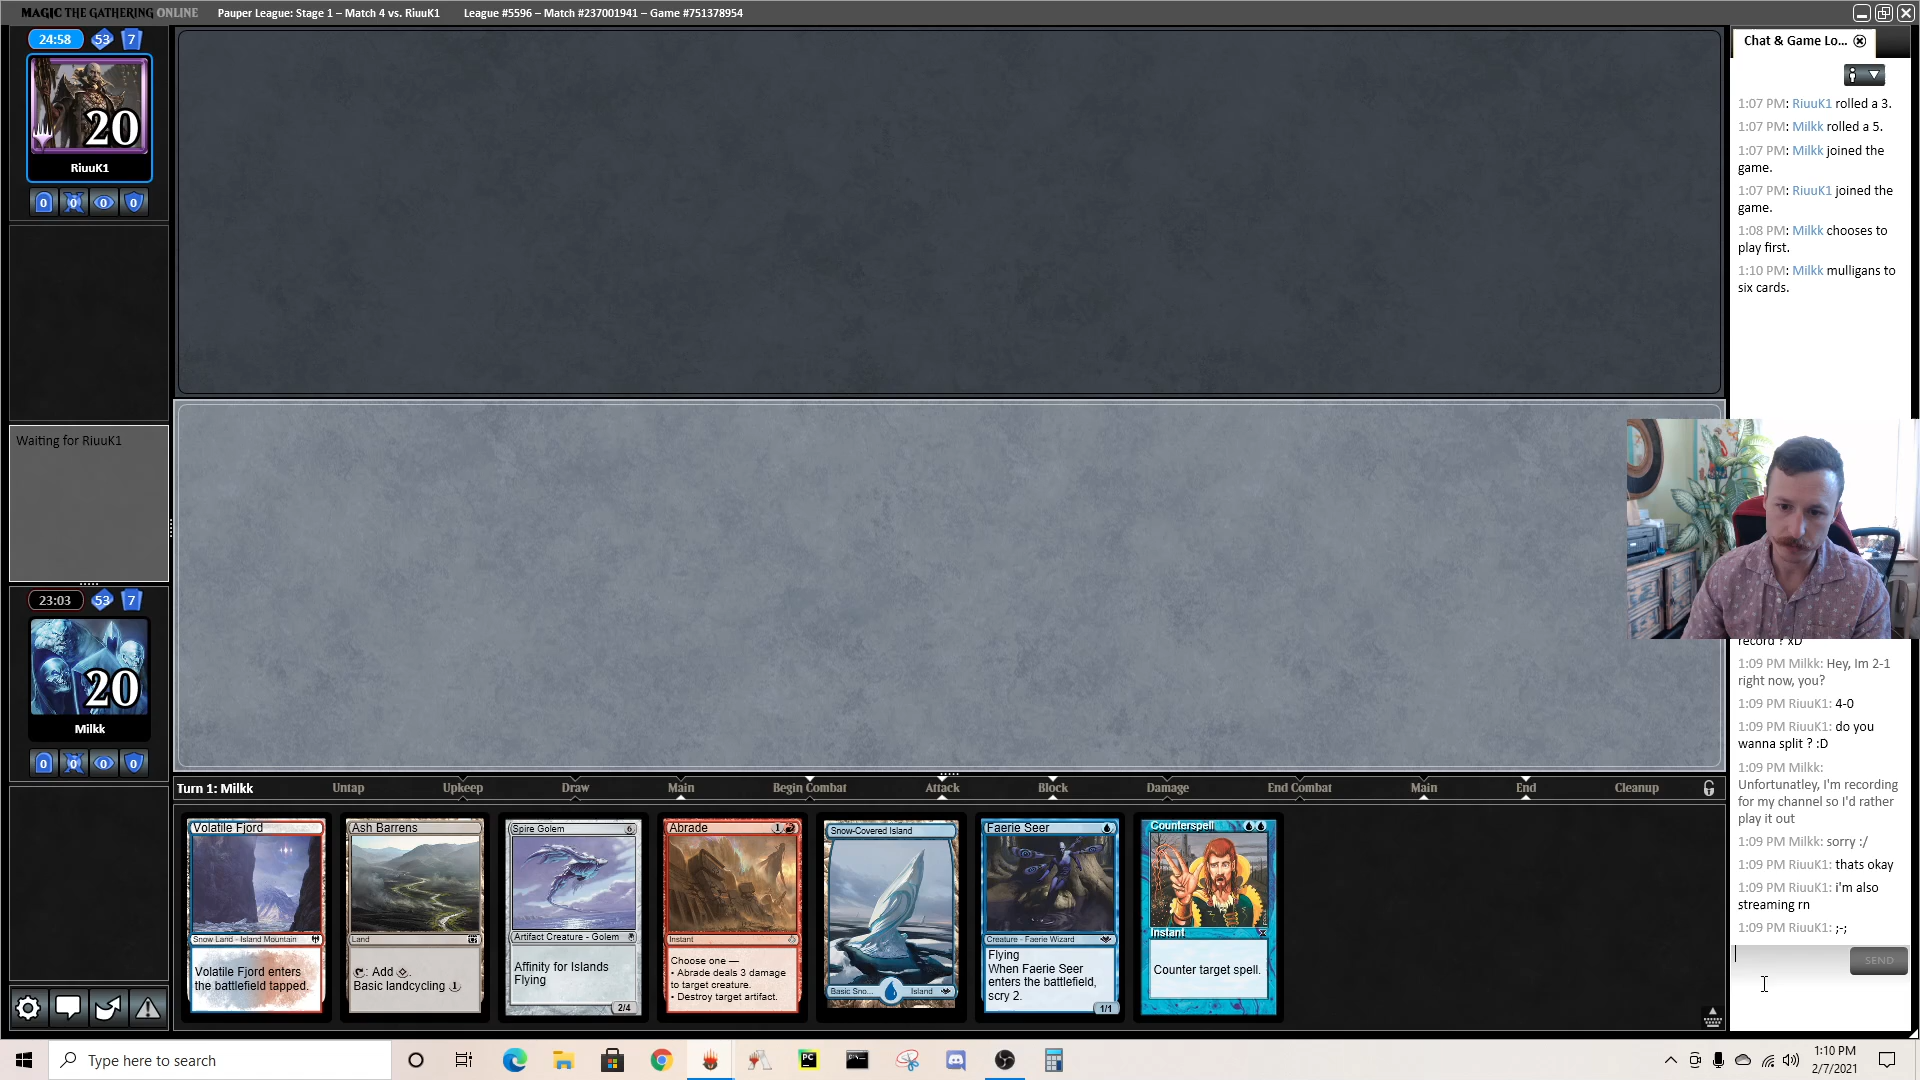 MAGIC THE GATHERING ONLINE Pauper League: Stage 1 – Match 4 vs. RiuuK1 League #5596 – Match #237001941 – Game #751378954
24:58 53 7
20
RiuuK1
0 0 0 0
Waiting for RiuuK1
23:03 53 7
20
Milkk
0 0 0 0
Turn 1: Milkk Untap Upkeep Draw Main Begin Combat Attack Block Damage End Combat Main End Cleanup
Volatile Fjord
Snow Land - Island Mountain
Volatile Fjord enters
the battlefield tapped.
Ash Barrens
Land
: Add
Basic landcycling 1
Spire Golem 6
Artifact Creature - Golem
Affinity for Islands
Flying
2/4
Abrade 1
Instant
Choose one —
• Abrade deals 3 damage
to target creature.
• Destroy target artifact.
Snow-Covered Island
Basic Sno... Island
Faerie Seer
Creature - Faerie Wizard
Flying
When Faerie Seer
enters the battlefield,
scry 2.
1/1
Counterspell
Instant
Counter target spell.
Chat & Game Lo...
1:07 PM: RiuuK1 rolled a 3.
1:07 PM: Milkk rolled a 5.
1:07 PM: Milkk joined the
game.
1:07 PM: RiuuK1 joined the
game.
1:08 PM: Milkk chooses to
play first.
1:10 PM: Milkk mulligans to
six cards.
record ? xD
1:09 PM Milkk: Hey, Im 2-1
right now, you?
1:09 PM RiuuK1: 4-0
1:09 PM RiuuK1: do you
wanna split ? :D
1:09 PM Milkk:
Unfortunatley, I'm recording
for my channel so I'd rather
play it out
1:09 PM Milkk: sorry :/
1:09 PM RiuuK1: thats okay
1:09 PM RiuuK1: i'm also
streaming rn
1:09 PM RiuuK1: ;-;
SEND
Type here to search
PC
1:10 PM
2/7/2021